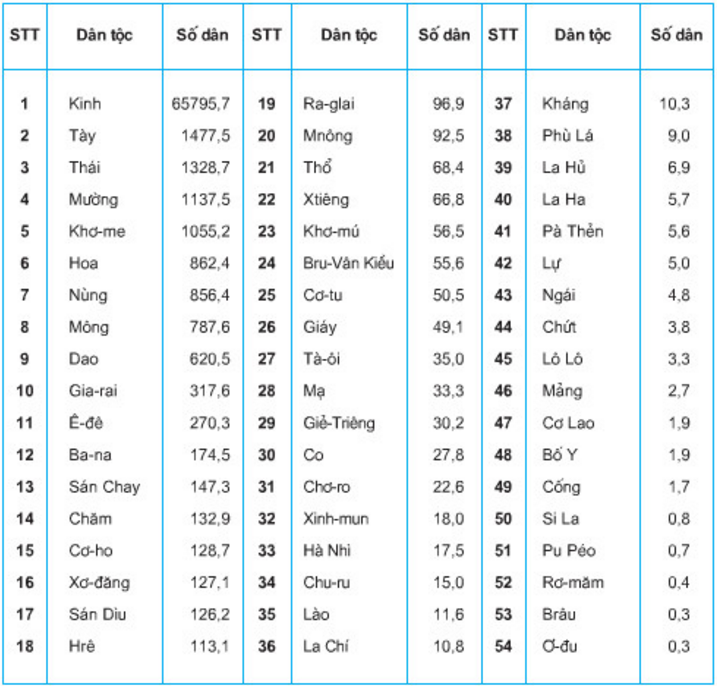 STT Dân tộc Số dân STT Dân tộc Số dân STT Dân tộc Số dân
1 Kinh 65795,7 19 Ra-glai 96,9 37 Kháng 10,3
2 Tày 1477,5 20 Mnông 92,5 38 Phù Lá 9,0
3 Thái 1328,7 21 Thổ 68,4 39 La Hủ 6,9
4 Mường 1137,5 22 Xtiêng 66,8 40 La Ha 5,7
5 Khơ-me 1055,2 23 Khơ-mú 56,5 41 Pà Thẻn 5,6
6 Hoa 862,4 24 Bru-Vân Kiều 55,6 42 Lự 5,0
7 Nùng 856,4 25 Cơ-tu 50,5 43 Ngái 4,8
8 Mông 787,6 26 Giáy 49,1 44 Chứt 3,8
9 Dao 620,5 27 Tà-ôi 35,0 45 Lô Lô 3,3
10 Gia-rai 317,6 28 Mạ 33,3 46 Mảng 2,7
11 Ê-đê 270,3 29 Giẻ-Triêng 30,2 47 Cơ Lao 1,9
12 Ba-na 174,5 30 Co 27,8 48 Bố Y 1,9
13 Sán Chay 147,3 31 Chơ-ro 22,6 49 Cống 1,7
14 Chăm 132,9 32 Xinh-mun 18,0 50 Si La 0,8
15 Cơ-ho 128,7 33 Hà Nhì 17,5 51 Pu Péo 0,7
16 Xơ-đăng 127,1 34 Chu-ru 15,0 52 Rơ-măm 0,4
17 Sán Dìu 126,2 35 Lào 11,6 53 Brâu 0,3
18 Hrê 113,1 36 La Chí 10,8 54 Ơ-đu 0,3